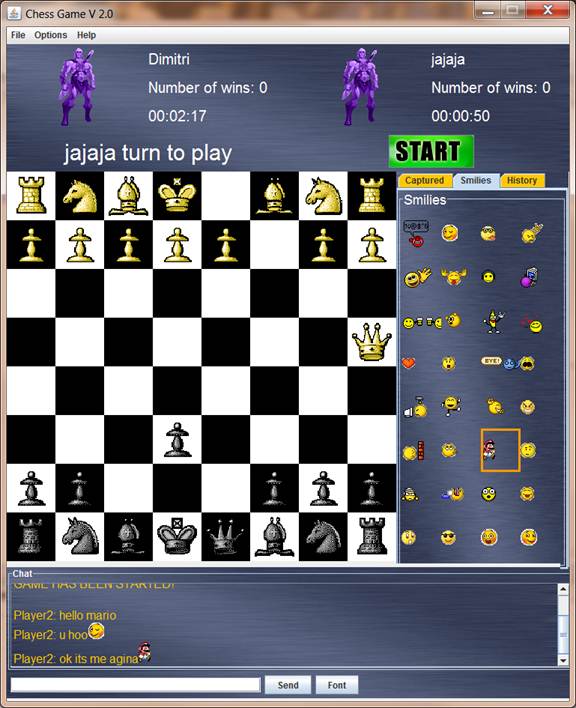 Chess Game V 2.0
File Options Help
Dimitri
Number of wins: 0
00:02:17
jajaja
Number of wins: 0
00:00:50
jajaja turn to play
START
Captured Smilies History
Smilies
BYE!
Chat
GAME HAS BEEN STARTED!
Player2: hello mario
Player2: u hoo
Player2: ok its me agina
Send Font